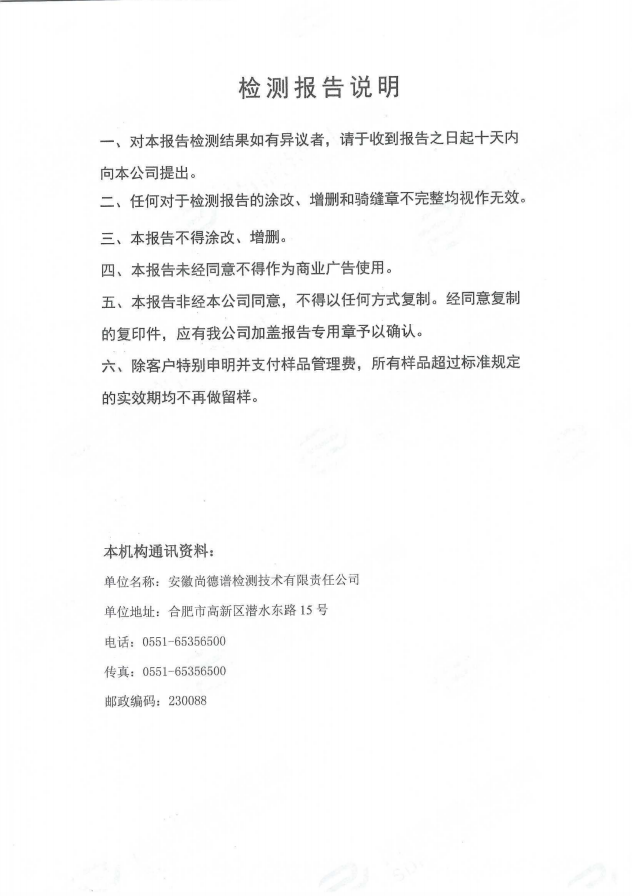 检测报告说明
一、对本报告检测结果如有异议者，请于收到报告之日起十天内
向本公司提出。
二、任何对于检测报告的涂改、增删和骑缝章不完整均视作无效。
三、本报告不得涂改、增删。
四、本报告未经同意不得作为商业广告使用。
五、本报告非经本公司同意，不得以任何方式复制。经同意复制
的复印件，应有我公司加盖报告专用章予以确认。
六、除客户特别申明并支付样品管理费，所有样品超过标准规定
的实效期均不再做留样。
本机构通讯资料：
单位名称：安徽尚德谱检测技术有限责任公司
单位地址：合肥市高新区潜水东路 15 号
电话：0551-65356500
传真：0551-65356500
邮政编码：230088